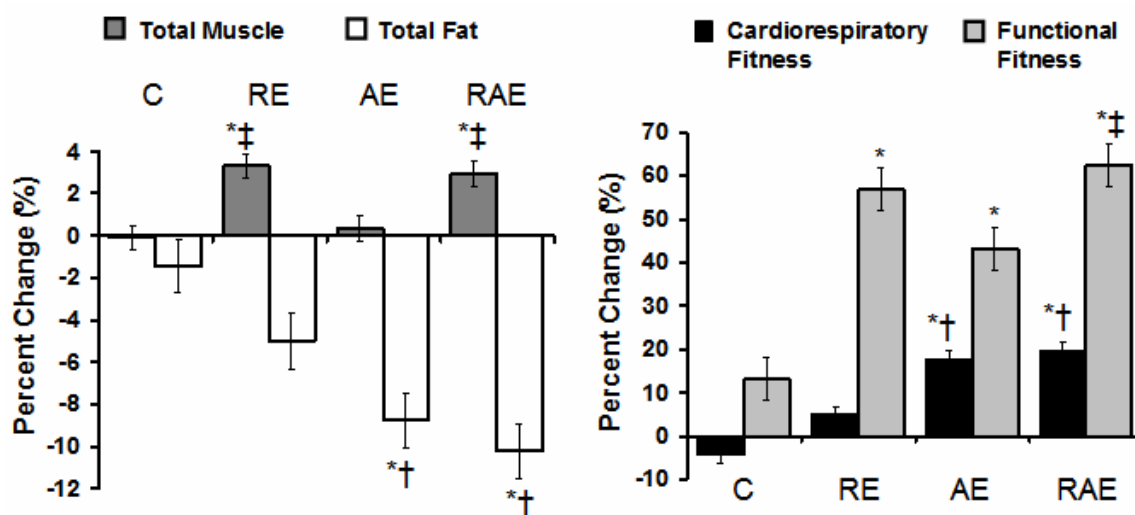 Total Muscle
Total Fat
C
RE
AE
RAE
*‡
*‡
4
2
0
-2
-4
-6
-8
-10
-12
Percent Change (%)
*†
*†
Cardiorespiratory
Fitness
Functional
Fitness
70
60
50
40
30
20
10
0
-10
Percent Change (%)
*
*†
*
*†
*‡
C
RE
AE
RAE